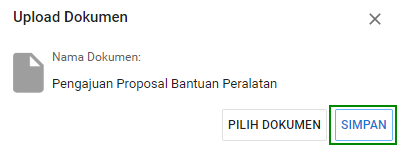 Upload Dokumen
Nama Dokumen:
Pengajuan Proposal Bantuan Peralatan
PILIH DOKUMEN SIMPAN